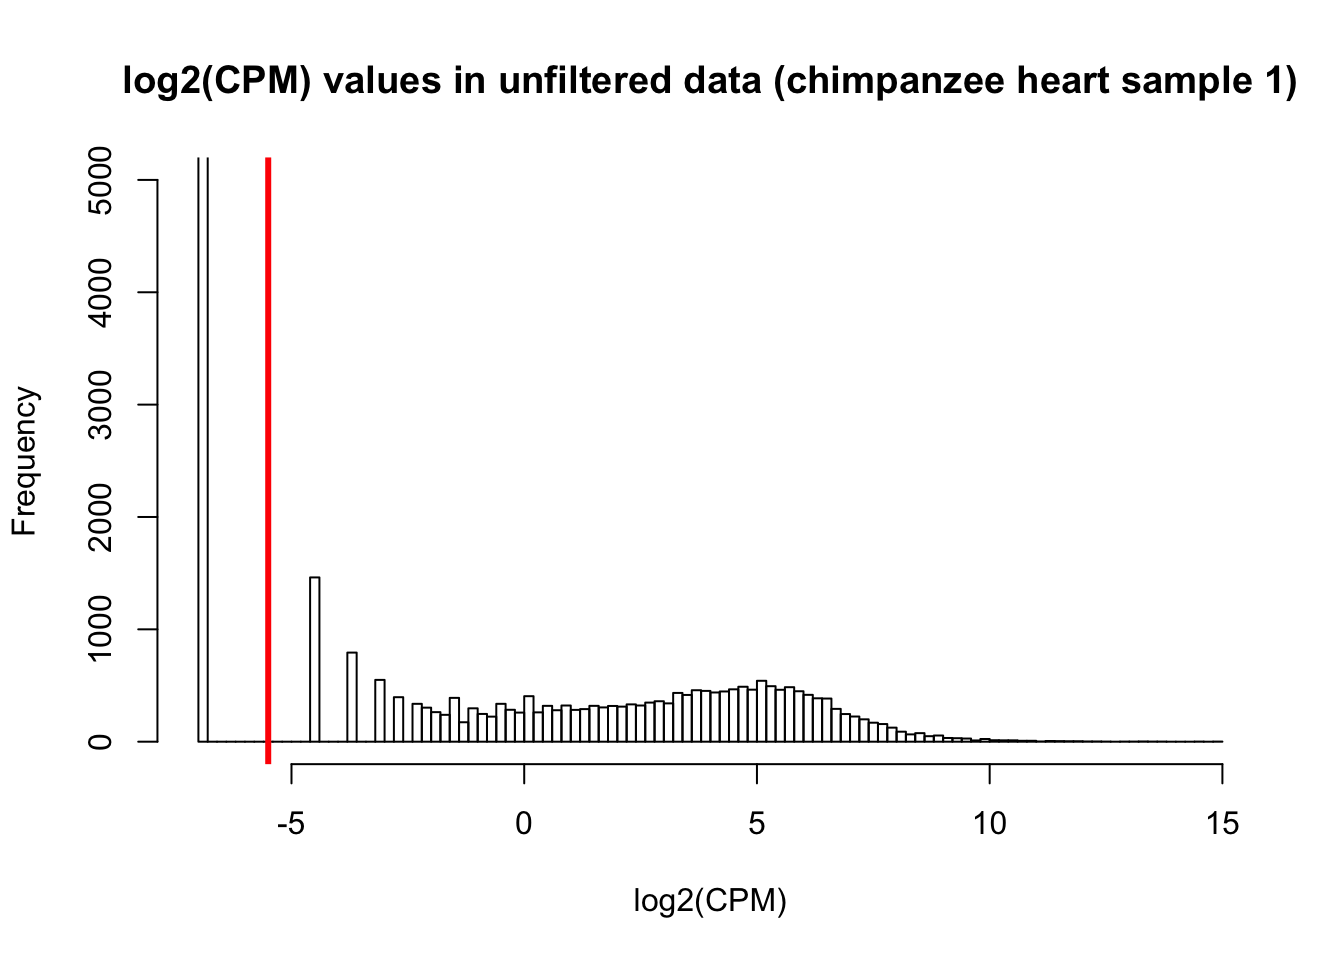 log2(CPM) values in unfiltered data (chimpanzee heart sample 1)
5000
4000
3000
2000
1000
0
Frequency
-5 0 5 10 15
log2(CPM)